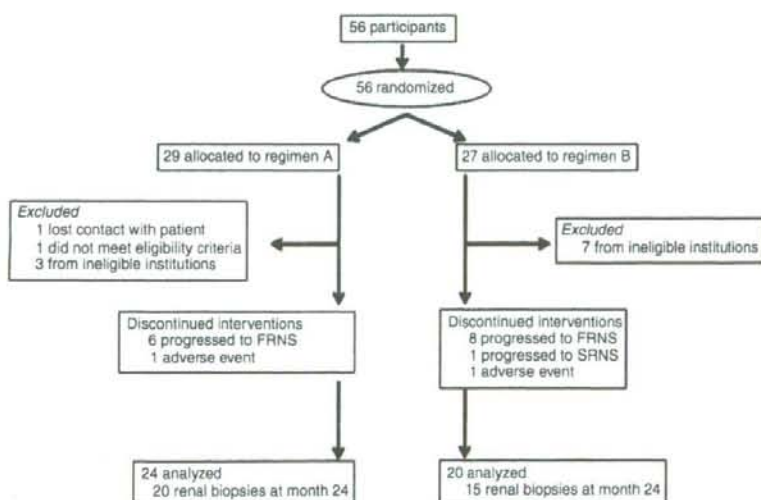 56 participants
56 randomized
29 allocated to regimen A
27 allocated to regimen B
Excluded
1 lost contact with patient
1 did not meet eligibility criteria
3 from ineligible institutions
Excluded
7 from ineligible institutions
Discontinued interventions
6 progressed to FRNS
1 adverse event
Discontinued interventions
8 progressed to FRNS
1 progressed to SRNS
1 adverse event
24 analyzed
20 renal biopsies at month 24
20 analyzed
15 renal biopsies at month 24